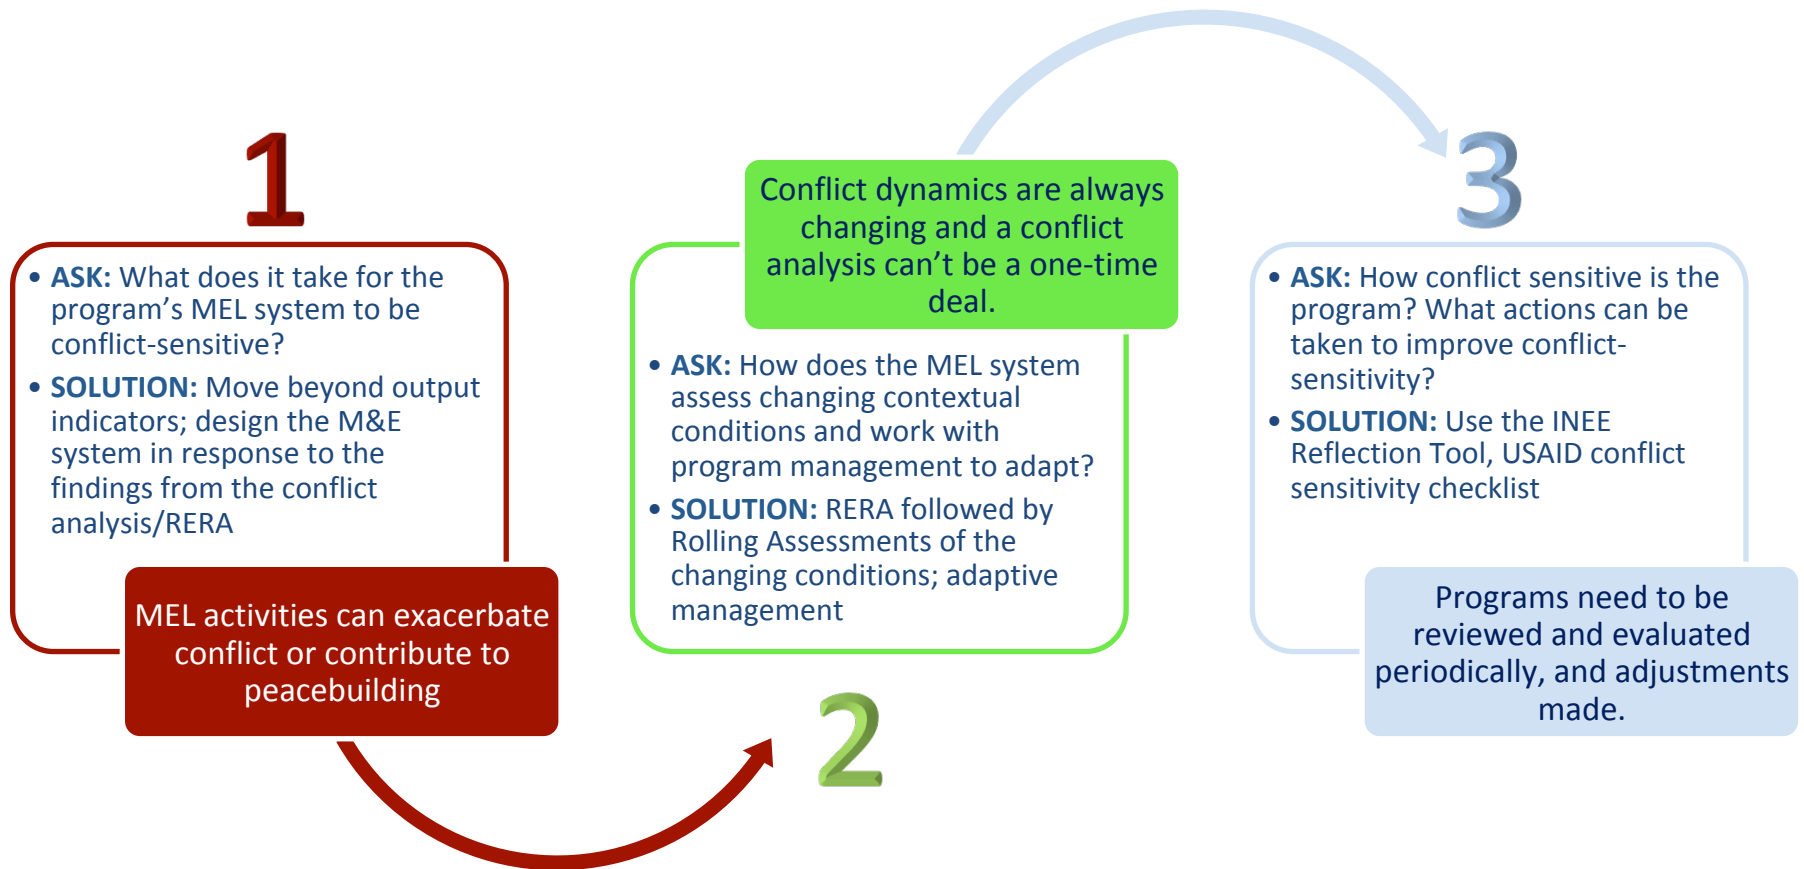 1
• ASK: What does it take for the
program’s MEL system to be
conflict-sensitive?
• SOLUTION: Move beyond output
indicators; design the M&E
system in response to the
findings from the conflict
analysis/RERA
MEL activities can exacerbate
conflict or contribute to
peacebuilding
2
Conflict dynamics are always
changing and a conflict
analysis can’t be a one-time
deal.
• ASK: How does the MEL system
assess changing contextual
conditions and work with
program management to adapt?
• SOLUTION: RERA followed by
Rolling Assessments of the
changing conditions; adaptive
management
3
• ASK: How conflict sensitive is the
program? What actions can be
taken to improve conflict-
sensitivity?
• SOLUTION: Use the INEE
Reflection Tool, USAID conflict
sensitivity checklist
Programs need to be
reviewed and evaluated
periodically, and adjustments
made.